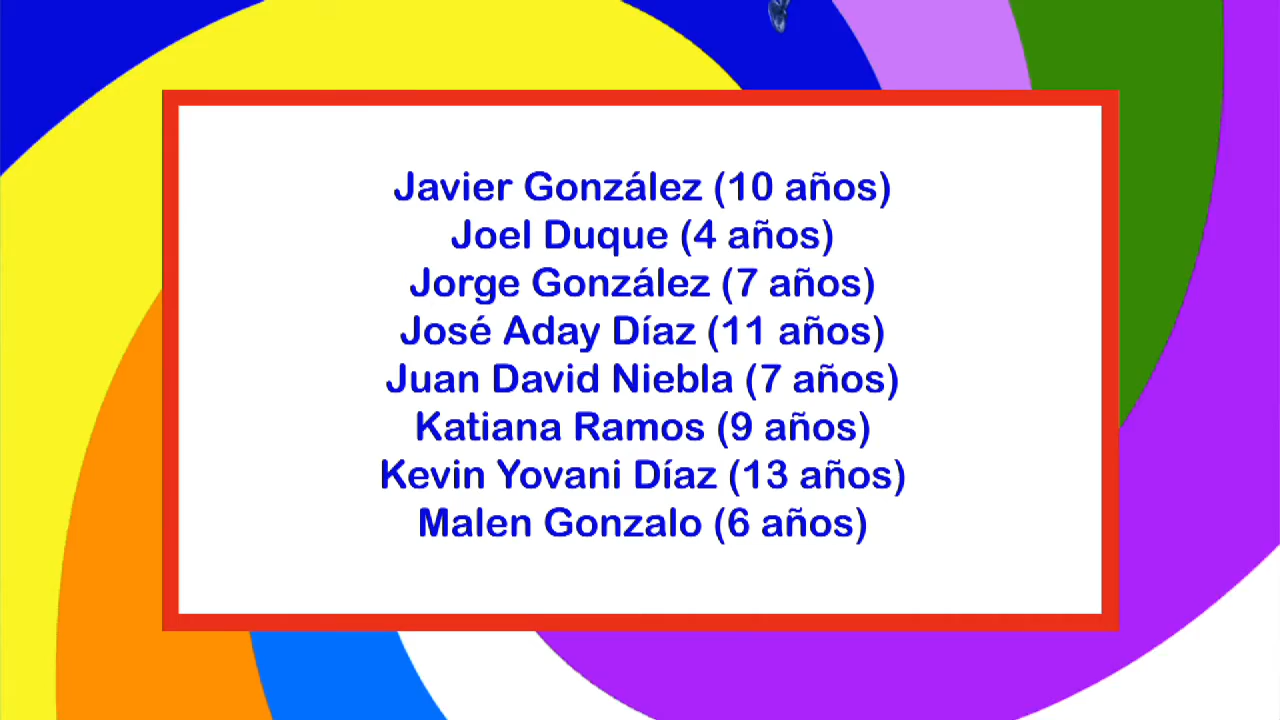 Javier González (10 años)
Joel Duque (4 años)
Jorge González (7 años)
José Aday Díaz (11 años)
Juan David Niebla (7 años)
Katiana Ramos (9 años)
Kevin Yovani Díaz (13 años)
Malen Gonzalo (6 años)